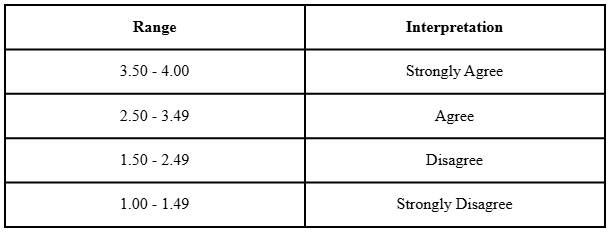 Range Interpretation
3.50 - 4.00 Strongly Agree
2.50 - 3.49 Agree
1.50 - 2.49 Disagree
1.00 - 1.49 Strongly Disagree